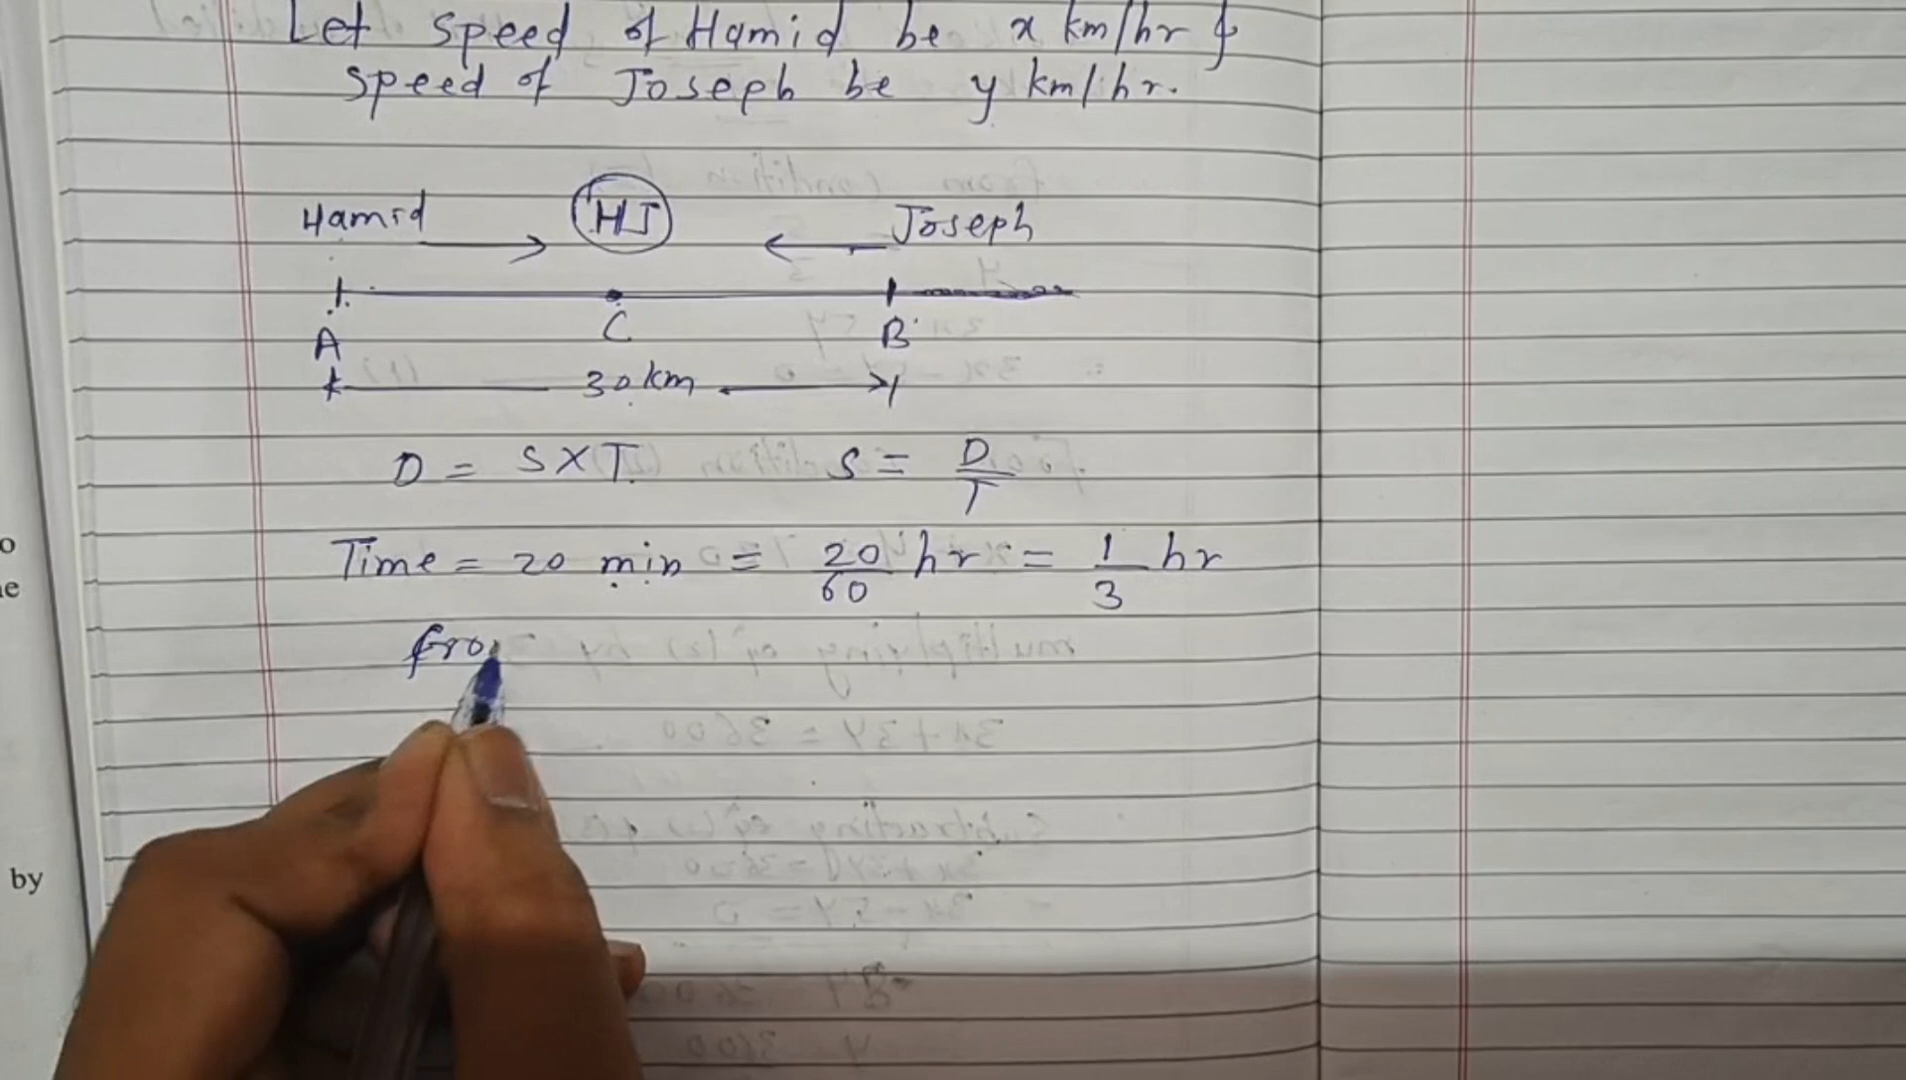 Let speed of Hamid be x km/hr &
speed of Joseph be y km/hr.
Hamid HJ Joseph
A C B
30 km
D = S X T S = D/T
Time = 20 min = 20/60 hr = 1/3 hr
fro
by